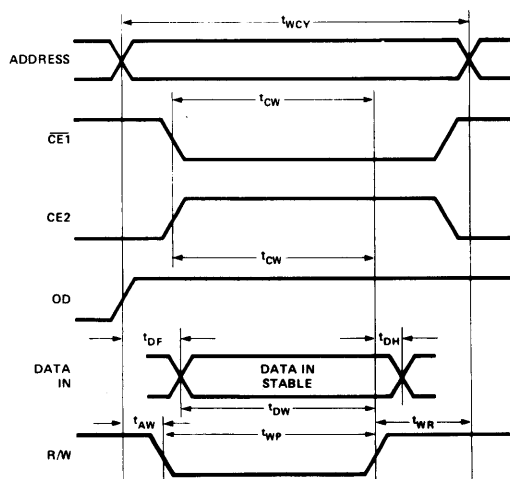 tWCY
ADDRESS
tCW
CE1
CE2
tCW
OD
tDF
tDH
DATA
IN
DATA IN
STABLE
tDW
tAW
tWP
tWR
R/W